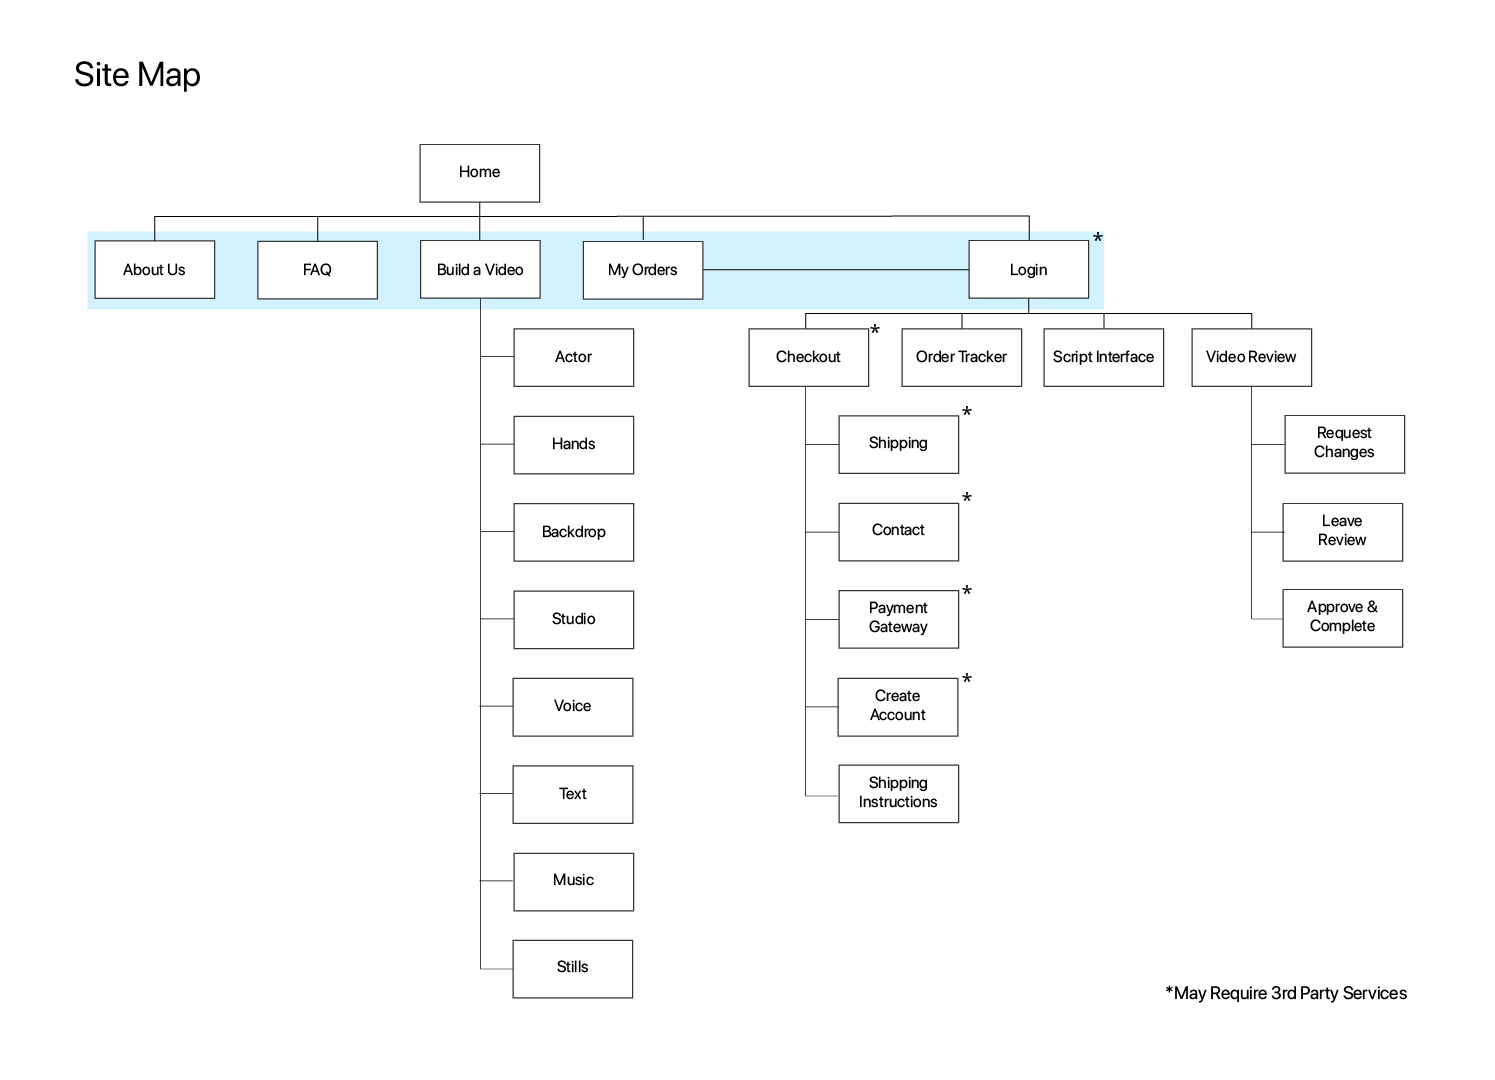 Site Map
Home
About Us
FAQ
Build a Video
My Orders
Login
*
Actor
Checkout
*
Order Tracker
Script Interface
Video Review
Hands
Shipping
*
Request
Changes
Backdrop
Contact
*
Leave
Review
Studio
Payment
Gateway
*
Approve &
Complete
Voice
Create
Account
*
Text
Shipping
Instructions
Music
Stills
*May Require 3rd Party Services